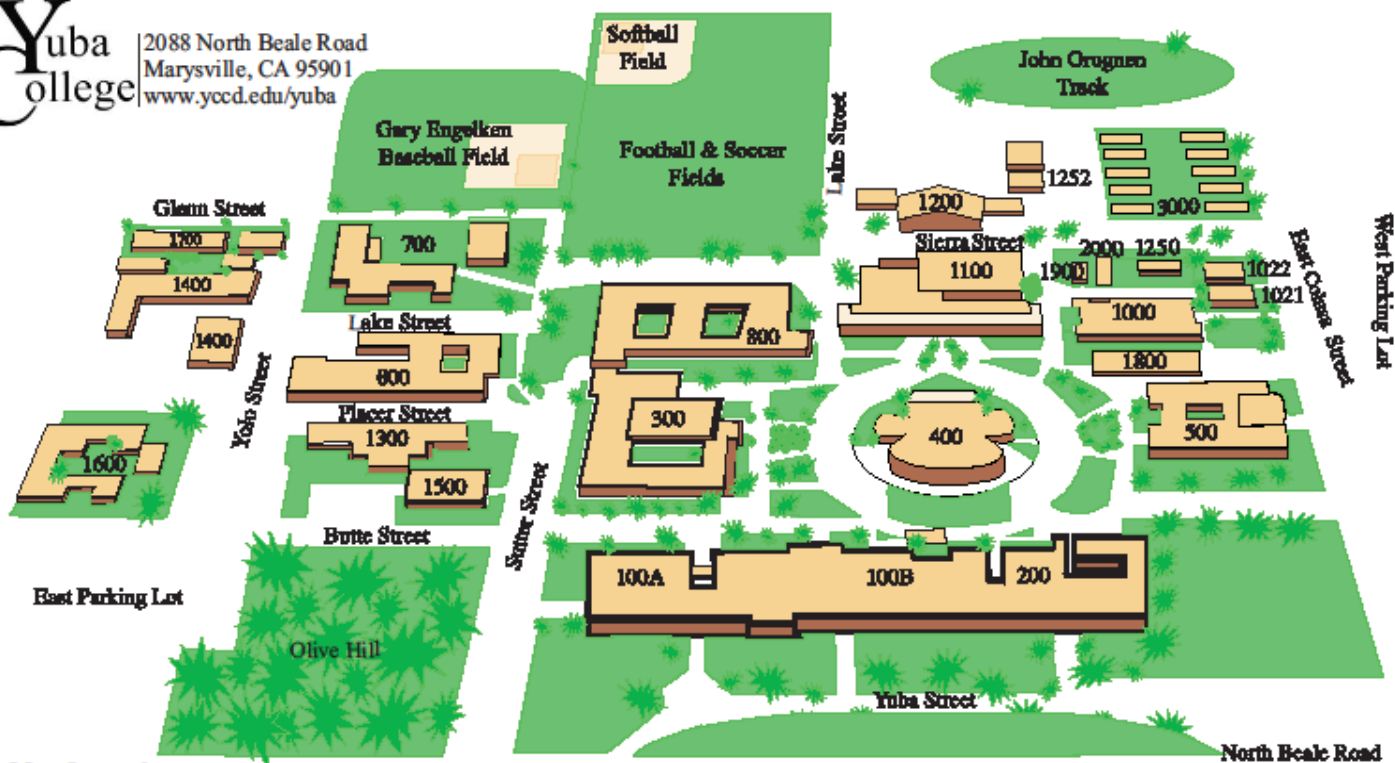 Yuba College
2088 North Beale Road
Marysville, CA 95901
www.yccd.edu/yuba
Softball
Field
John Orognen
Track
Gary Engelken
Baseball Field
Football & Soccer
Fields
Lake Street
1252
1200
3000
Glenn Street
1700
700
Sierra Street
2000
1250
East Colusa Street
West Parking Lot
1400
1100
1900
1022
1021
1000
Lake Street
800
1400
1800
Yolo Street
600
Placer Street
1300
300
400
500
1600
1500
Sutter Street
Butte Street
100A
100B
200
East Parking Lot
Olive Hill
Yuba Street
North Beale Road